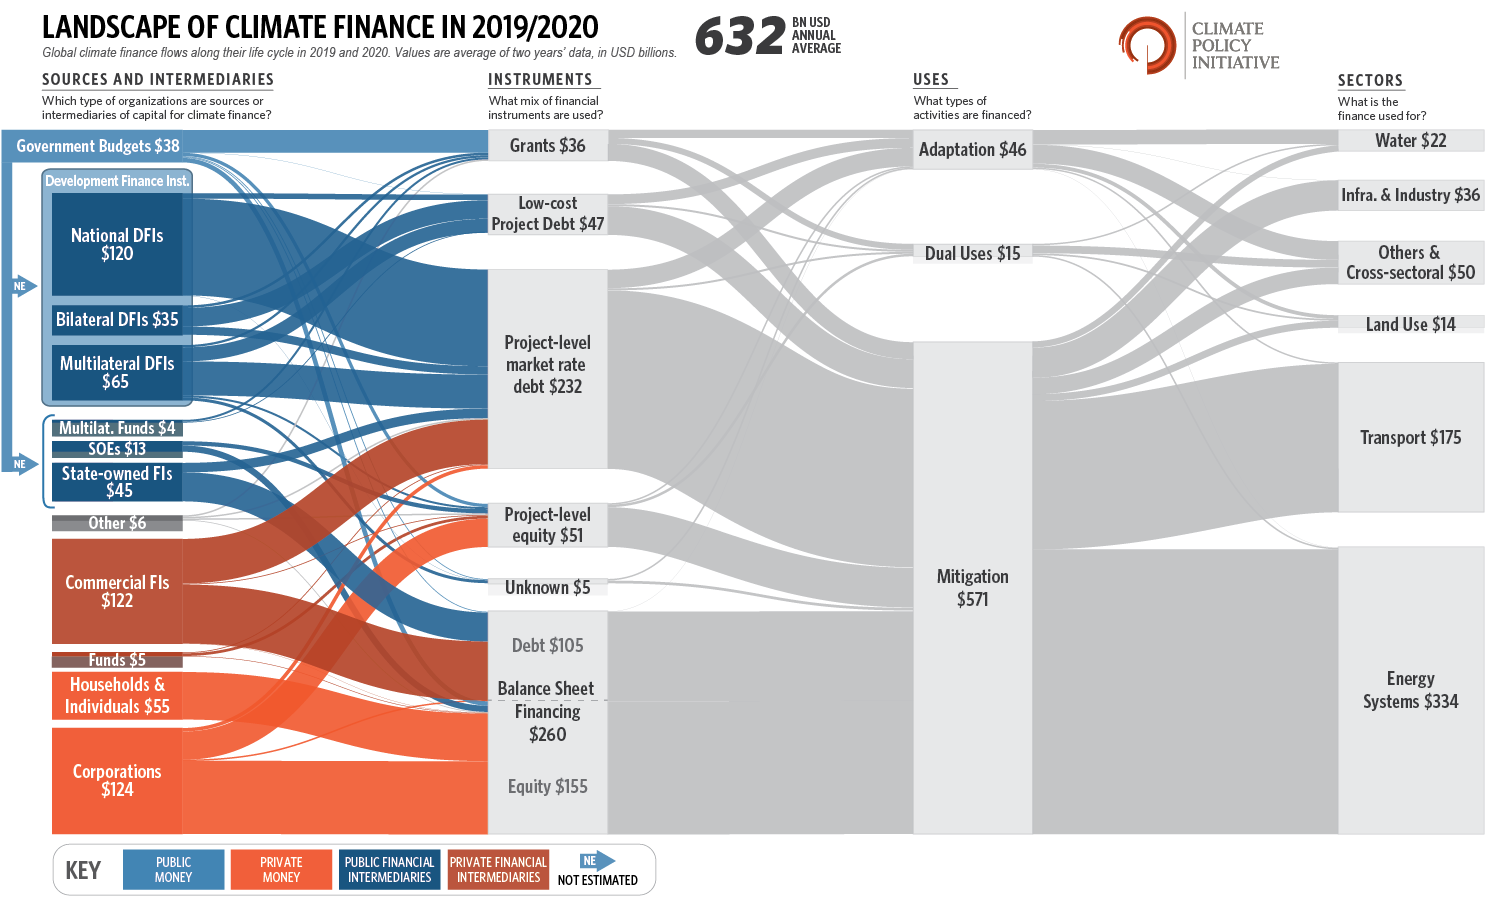 LANDSCAPE OF CLIMATE FINANCE IN 2019/2020
Global climate finance flows along their life cycle in 2019 and 2020. Values are average of two years' data, in USD billions.
632
BN USD
ANNUAL
AVERAGE
CLIMATE
POLICY
INITIATIVE
SOURCES AND INTERMEDIARIES
Which type of organizations are sources or
intermediaries of capital for climate finance?
INSTRUMENTS
What mix of financial
instruments are used?
USES
What types of
activities are financed?
SECTORS
What is the
finance used for?
Government Budgets $38
Development Finance Inst.
National DFIs
$120
NE
Bilateral DFIs $35
Multilateral DFIs
$65
Multilat. Funds $4
SOEs $13
NE
State-owned FIs
$45
Other $6
Commercial FIs
$122
Funds $5
Households &
Individuals $55
Corporations
$124
Grants $36
Low-cost
Project Debt $47
Project-level
market rate
debt $232
Project-level
equity $51
Unknown $5
Debt $105
Balance Sheet
Financing
$260
Equity $155
Adaptation $46
Dual Uses $15
Mitigation
$571
Water $22
Infra. & Industry $36
Others &
Cross-sectoral $50
Land Use $14
Transport $175
Energy
Systems $334
KEY
PUBLIC
MONEY
PRIVATE
MONEY
PUBLIC FINANCIAL
INTERMEDIARIES
PRIVATE FINANCIAL
INTERMEDIARIES
NE
NOT ESTIMATED